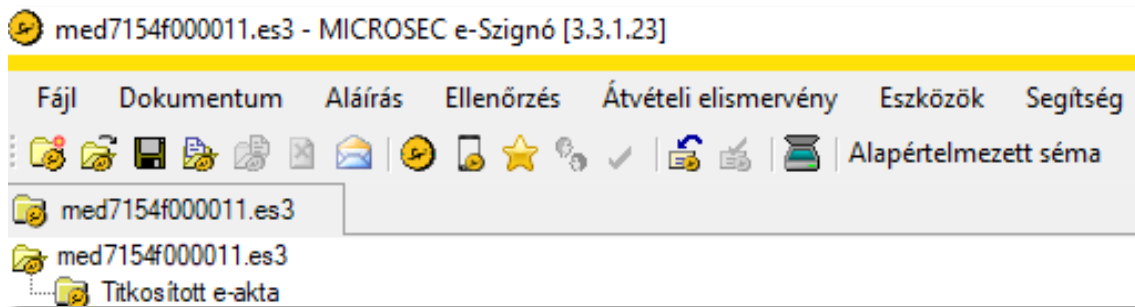 med7154f000011.es3 - MICROSEC e-Szignó [3.3.1.23]
Fájl Dokumentum Aláírás Ellenőrzés Átvételi elismervény Eszközök Segítség
Alapértelmezett séma
med7154f000011.es3
med7154f000011.es3
Titkosított e-akta